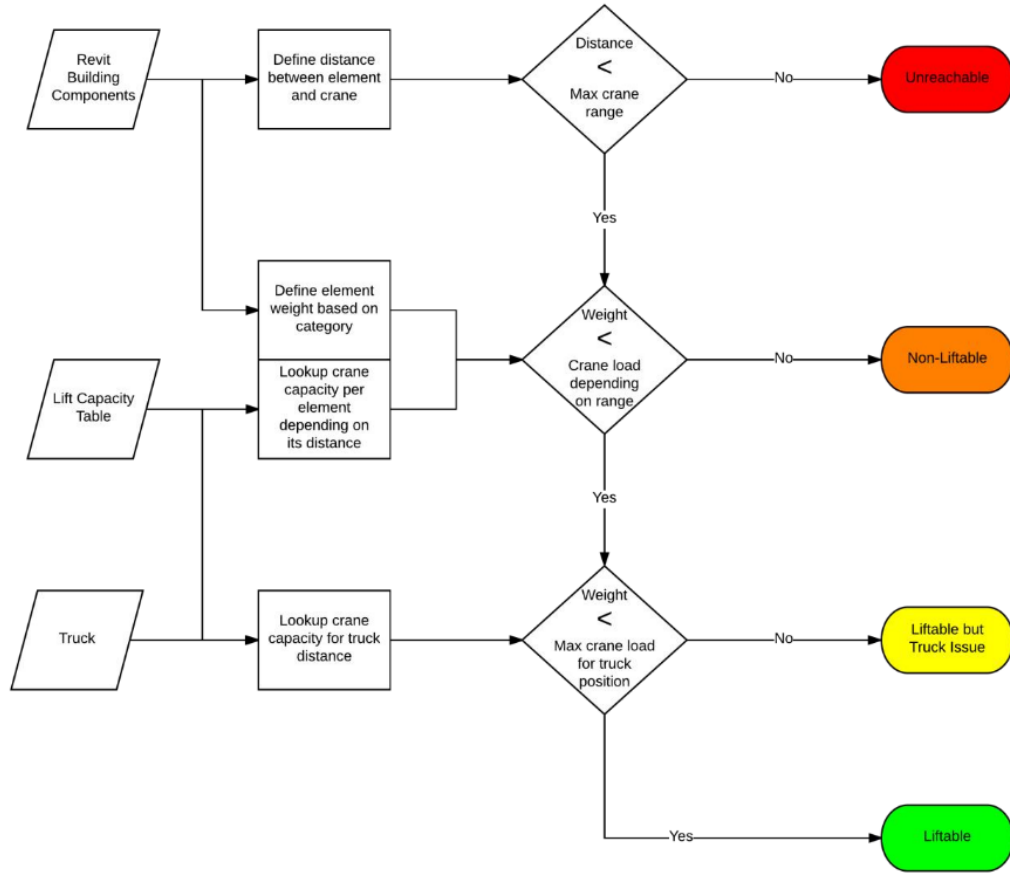 Revit
Building
Components
Define distance
between element
and crane
Distance
<
Max crane
range
No
Unreachable
Yes
Define element
weight based on
category
Weight
<
Crane load
depending
on range
No
Non-Liftable
Lift Capacity
Table
Lookup crane
capacity per
element
depending on
its distance
Yes
Truck
Lookup crane
capacity for truck
distance
Weight
<
Max crane load
for truck
position
No
Liftable but
Truck Issue
Yes
Liftable